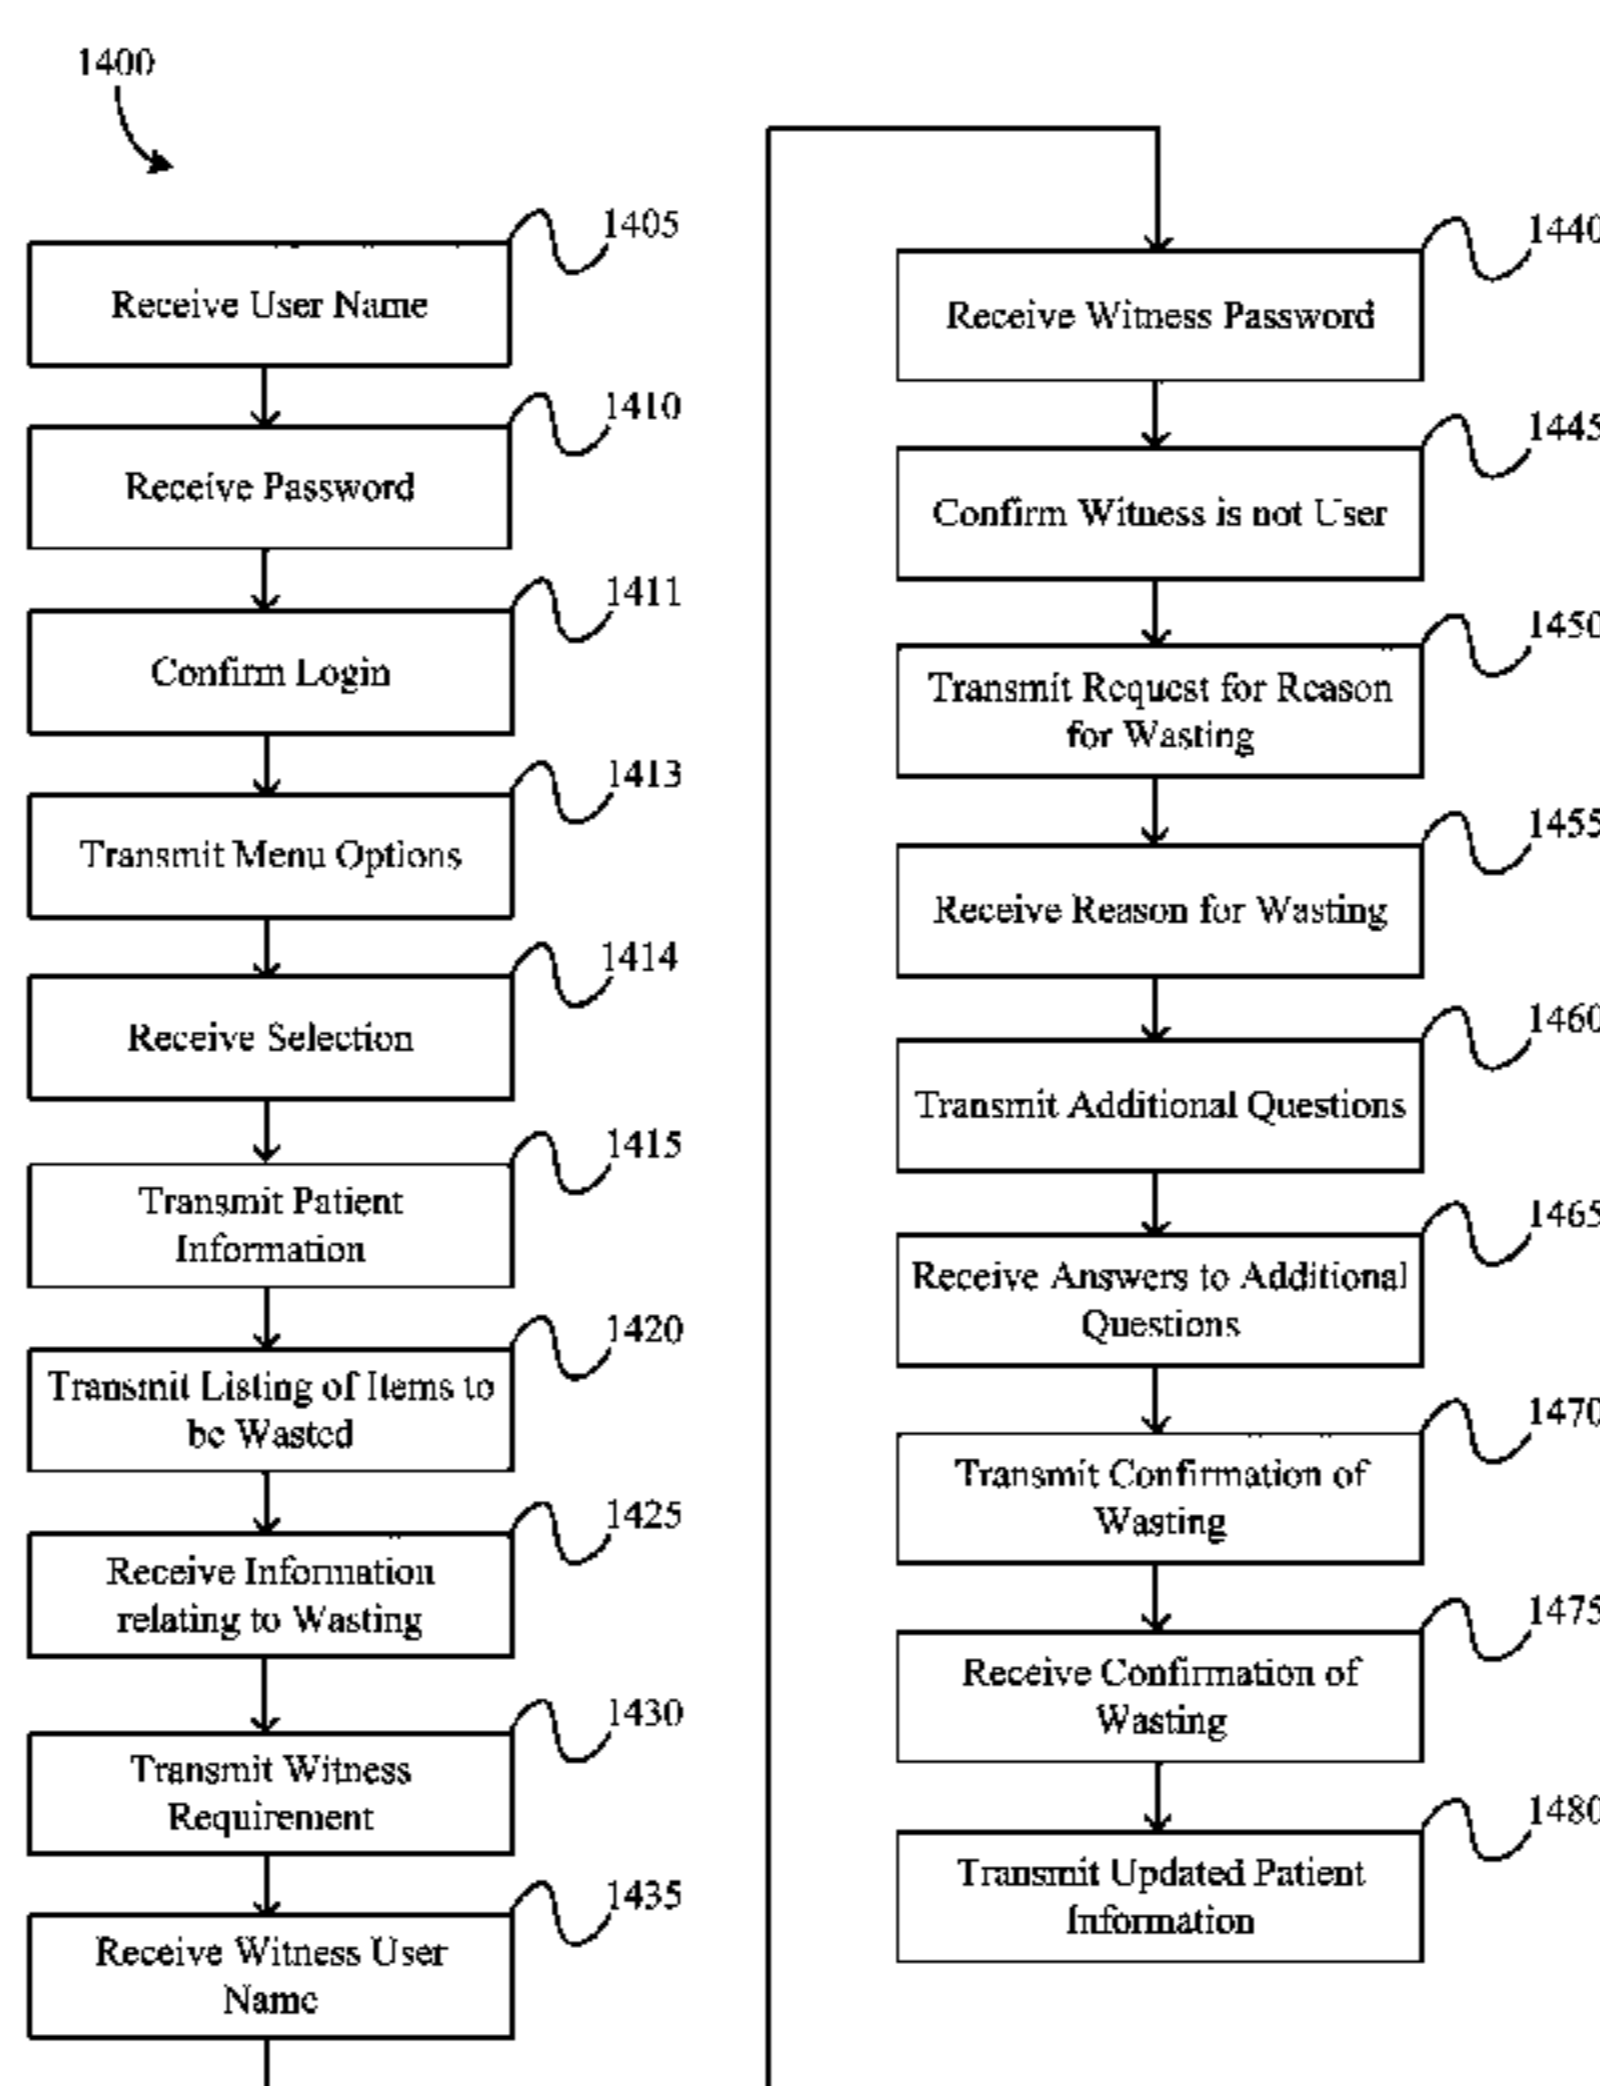 1400
1405
Receive User Name
1410
Receive Password
1411
Confirm Login
1413
Transmit Menu Options
1414
Receive Selection
1415
Transmit Patient
Information
1420
Transmit Listing of Items to
be Wasted
1425
Receive Information
relating to Wasting
1430
Transmit Witness
Requirement
1435
Receive Witness User
Name
1440
Receive Witness Password
1445
Confirm Witness is not User
1450
Transmit Request for Reason
for Wasting
1455
Receive Reason for Wasting
1460
Transmit Additional Questions
1465
Receive Answers to Additional
Questions
1470
Transmit Confirmation of
Wasting
1475
Receive Confirmation of
Wasting
1480
Transmit Updated Patient
Information